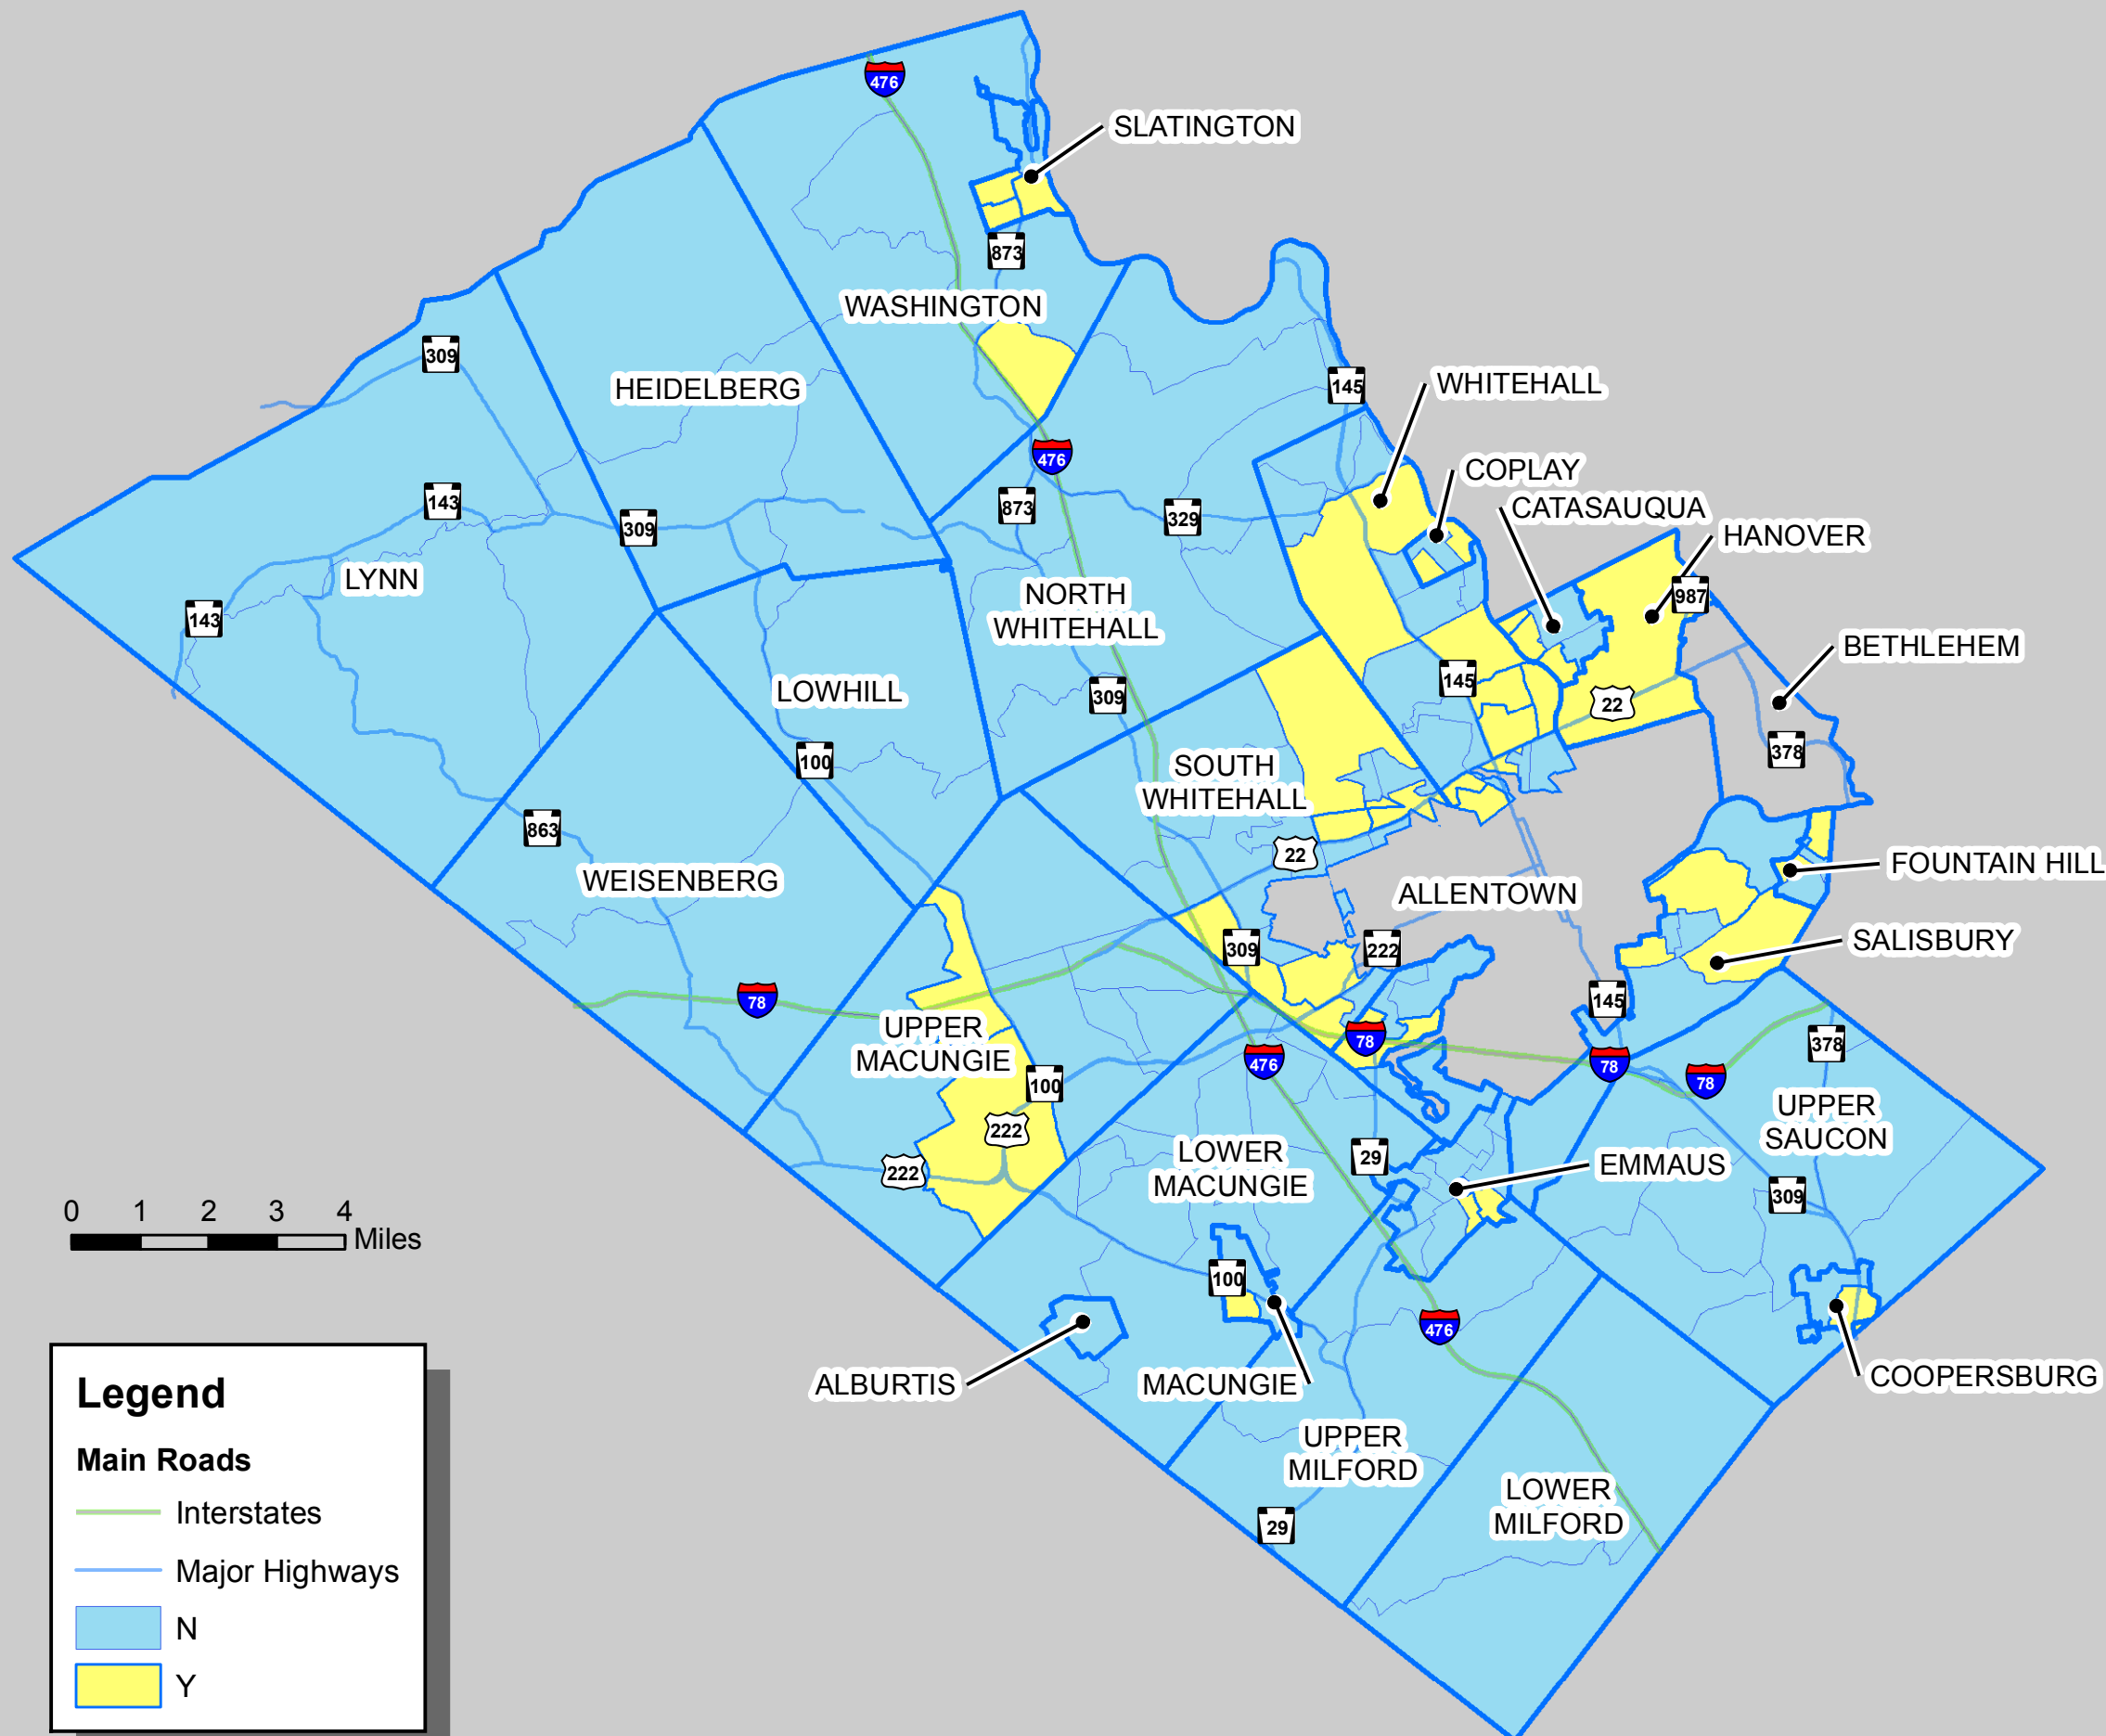 476
SLATINGTON
873
WASHINGTON
309
HEIDELBERG
145
WHITEHALL
476
COPLAY
143
873
CATASAUQUA
329
309
HANOVER
LYNN
NORTH
WHITEHALL
987
143
BETHLEHEM
145
LOWHILL
309
22
378
100
SOUTH
WHITEHALL
863
22
FOUNTAIN HILL
WEISENBERG
ALLENTOWN
309
222
SALISBURY
78
145
UPPER
MACUNGIE
78
378
476
78
78
100
UPPER
SAUCON
222
LOWER
MACUNGIE
29
EMMAUS
222
309
0 1 2 3 4
Miles
100
476
ALBURTIS
MACUNGIE
COOPERSBURG
UPPER
MILFORD
LOWER
MILFORD
29
Legend
Main Roads
Interstates
Major Highways
N
Y